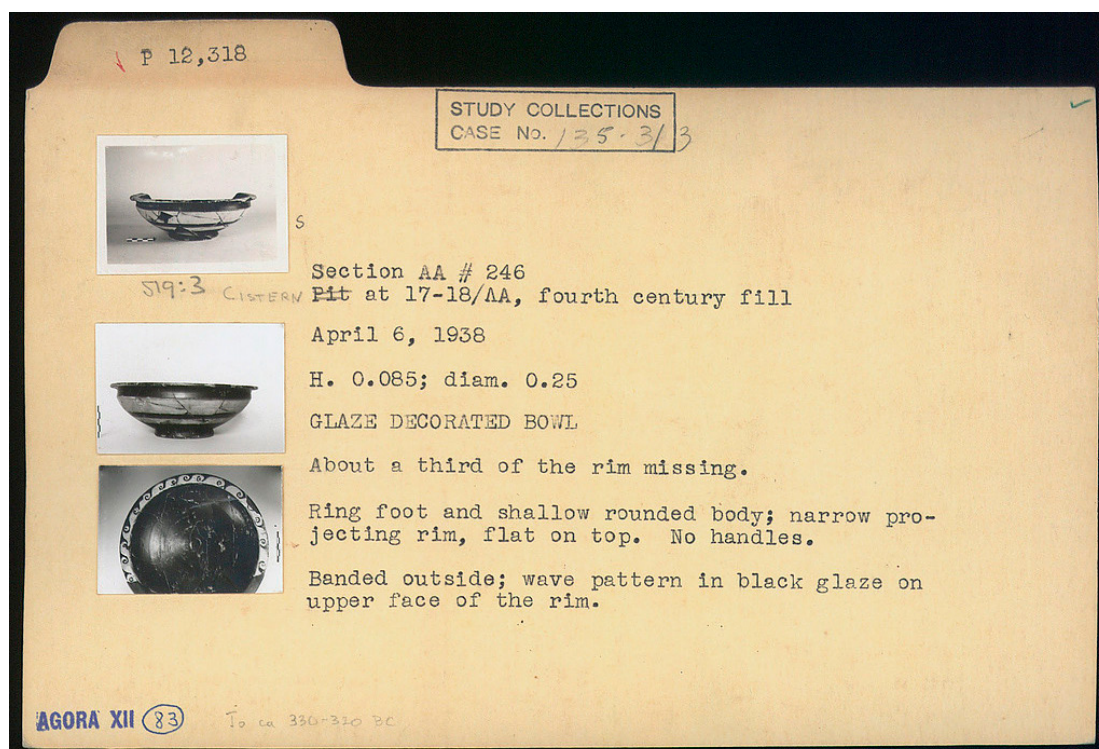 P 12,318
STUDY COLLECTIONS
CASE No. 135-3/3
S
Section ΑΑ # 246
CISTERN Pit at 17-18/ΛΑ, fourth century fill
April 6, 1938
H. 0.085; diam. 0.25
GLAZE DECORATED BOWL
About a third of the rim missing.
Ring foot and shallow rounded body; narrow pro-
jecting rim, flat on top. No handles.
Banded outside; wave pattern in black glaze on
upper face of the rim.
AGORA XII 83 To ca 330-320 BC